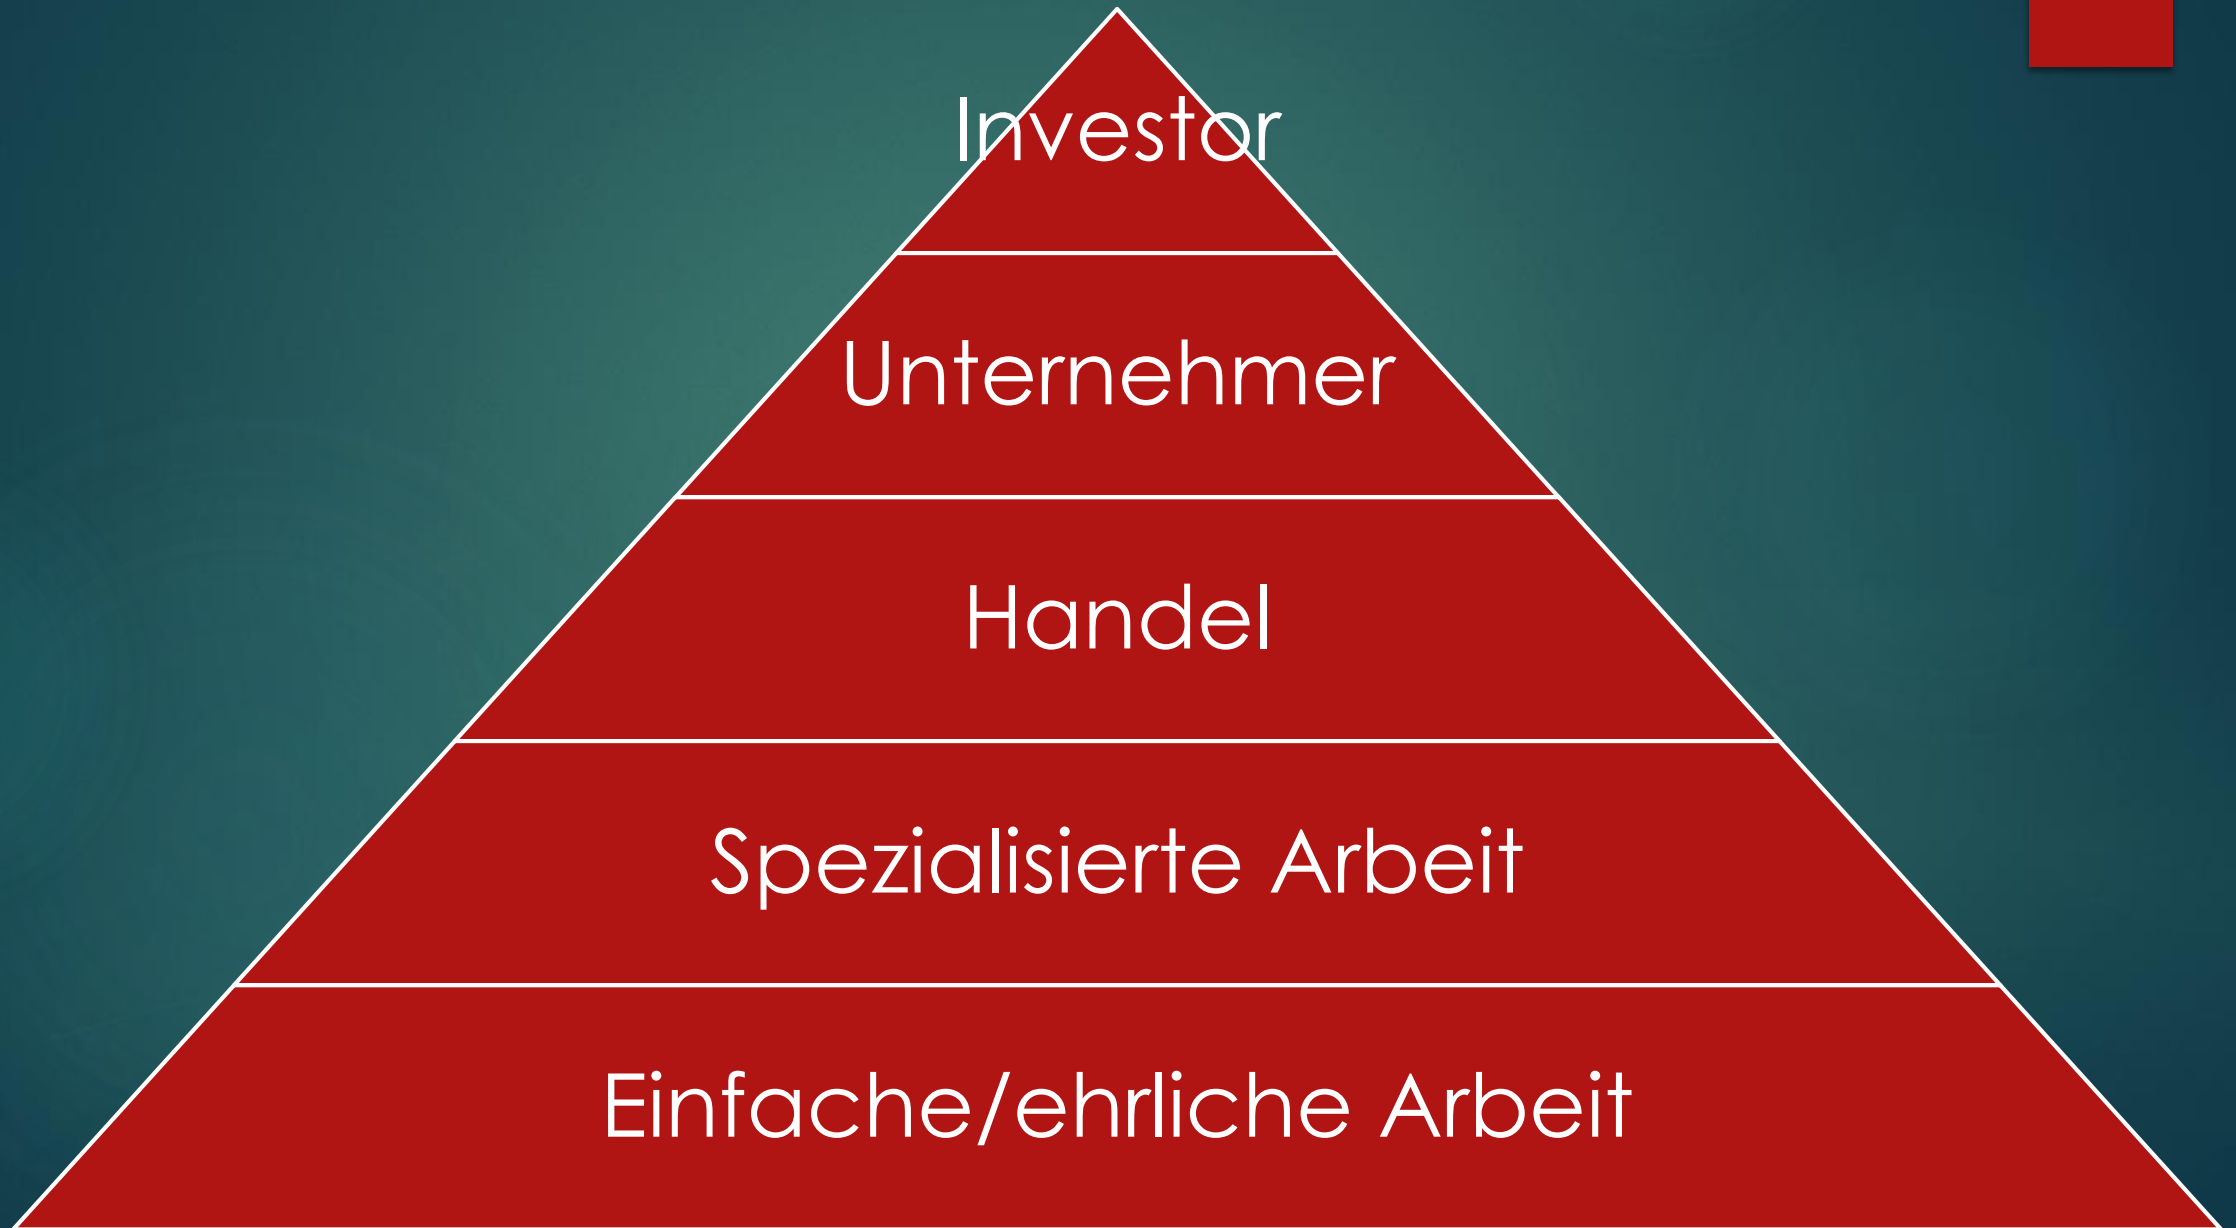 Investor
Unternehmer
Handel
Spezialisierte Arbeit
Einfache/ehrliche Arbeit